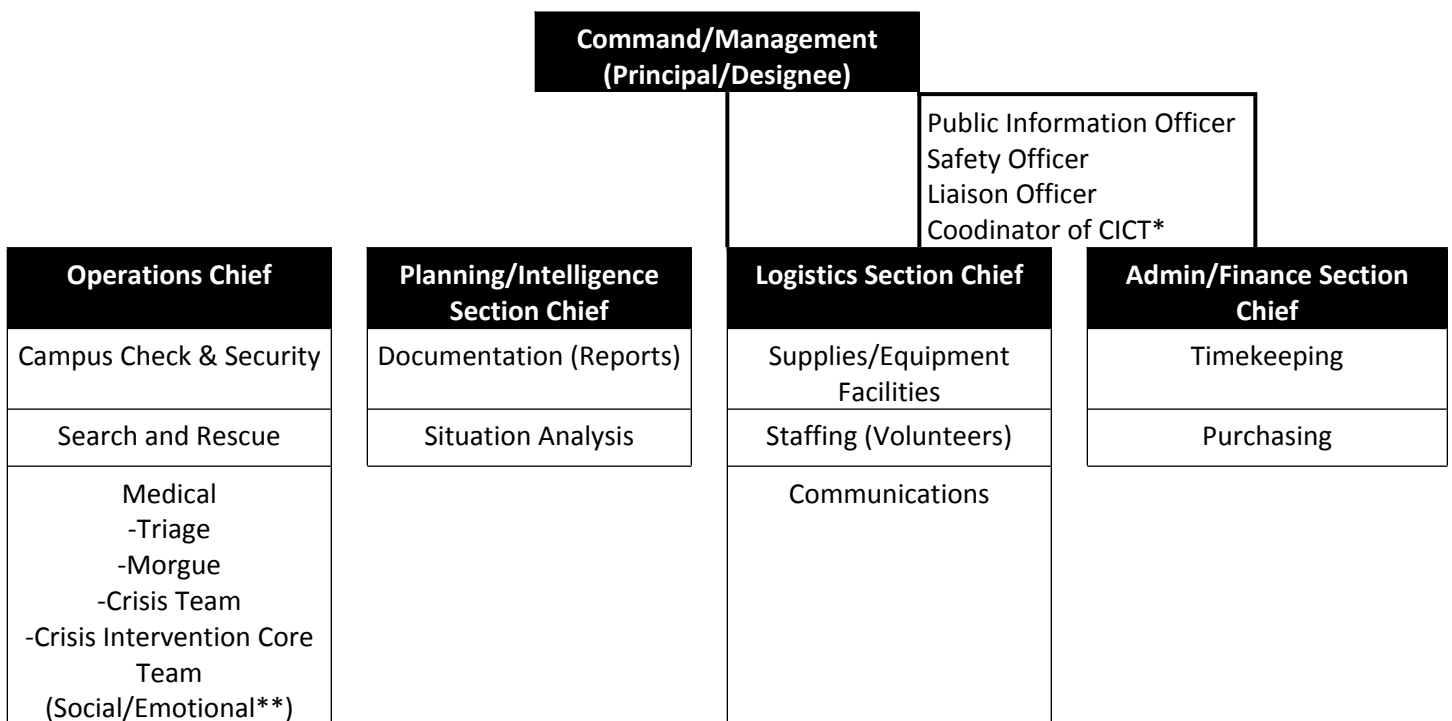 Command/Management
(Principal/Designee)
Public Information Officer
Safety Officer
Liaison Officer
Coodinator of CICT*
Operations Chief
Campus Check & Security
Search and Rescue
Medical
-Triage
-Morgue
-Crisis Team
-Crisis Intervention Core
Team
(Social/Emotional**)
Planning/Intelligence
Section Chief
Documentation (Reports)
Situation Analysis
Logistics Section Chief
Supplies/Equipment
Facilities
Staffing (Volunteers)
Communications
Admin/Finance Section
Chief
Timekeeping
Purchasing